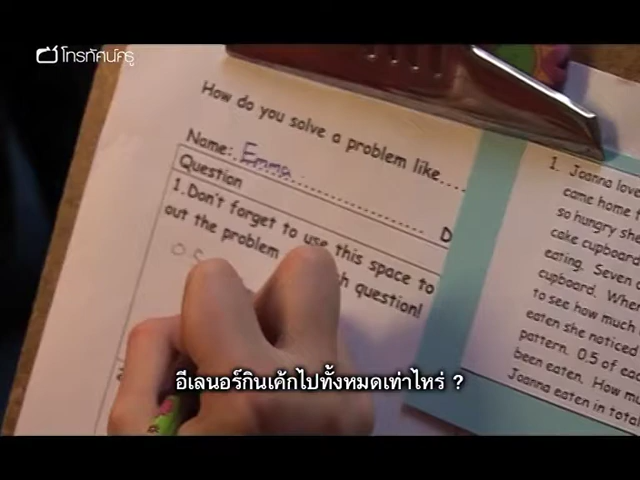 โทรทัศน์ครู
How do you solve a problem like....
Name: Emma
Question
1. Don't forget to use this space to
out the problem question!
1. Joanna
came home
so hungry she
cake cupboard
eating. Seven
cupboard.
to see how much
eaten she noticed
pattern. 0.5 of
been eaten. How
Joanna eaten in total
อีเลนอร์กินเค้กไปทั้งหมดเท่าไหร่ ?